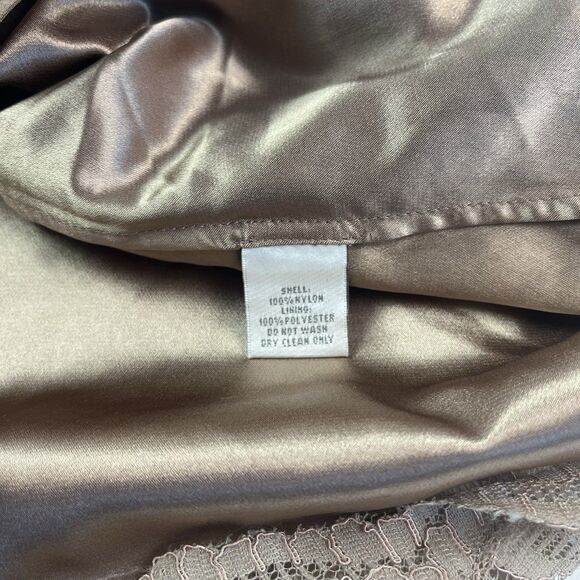 SHELL:
100%NYLON
LINING:
100%POLYESTER
DO NOT WASH
DRY CLEAN ONLY